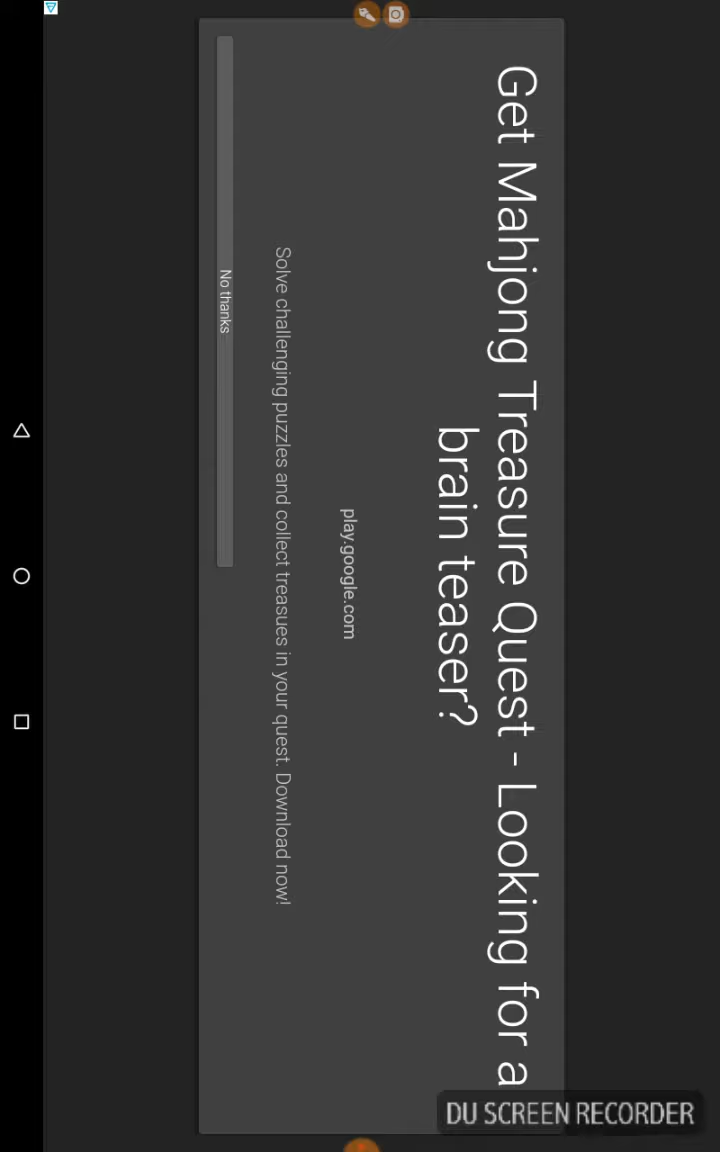 Get Mahjong Treasure Quest - Looking for a
brain teaser?
play.google.com
Solve challenging puzzles and collect treasues in your quest. Download now!
No thanks
DU SCREEN RECORDER